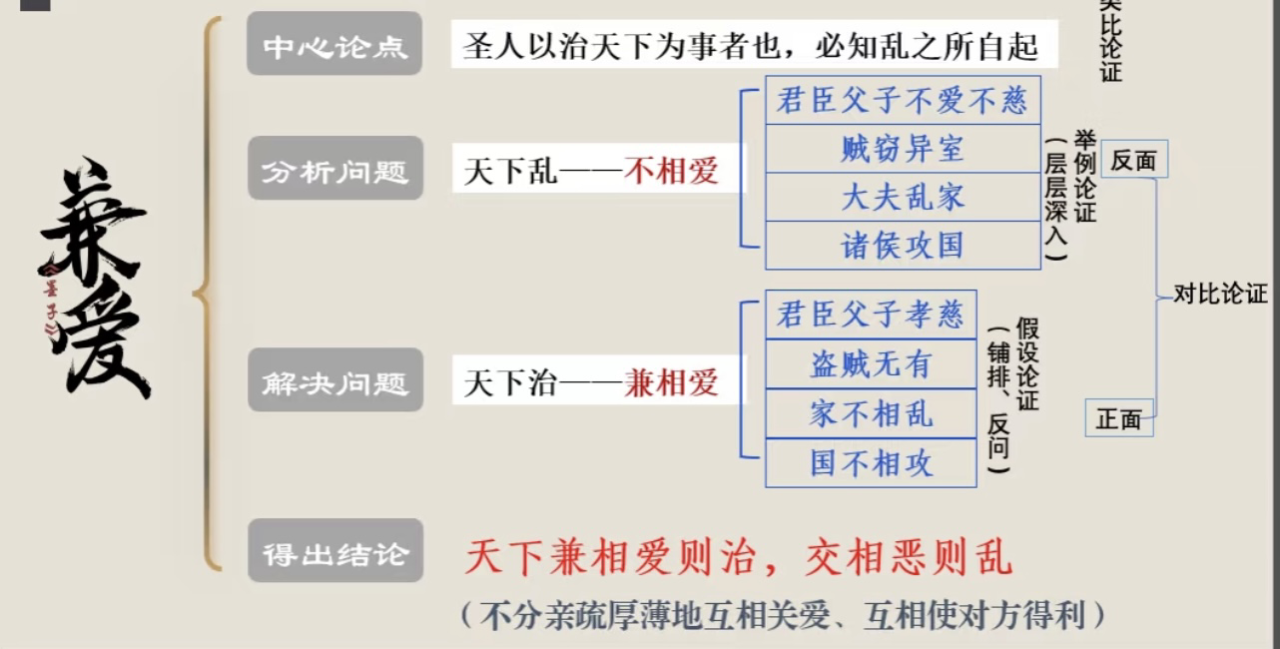 兼爱
《墨子》
中心论点
圣人以治天下为事者也，必知乱之所自起
类比论证
分析问题
天下乱——不相爱
君臣父子不爱不慈
贼窃异室
大夫乱家
诸侯攻国
举例论证
（层层深入）
反面
解决问题
天下治——兼相爱
君臣父子孝慈
盗贼无有
家不相乱
国不相攻
假设论证
（铺排、反问）
正面
对比论证
得出结论
天下兼相爱则治，交相恶则乱
（不分亲疏厚薄地互相关爱、互相使对方得利）